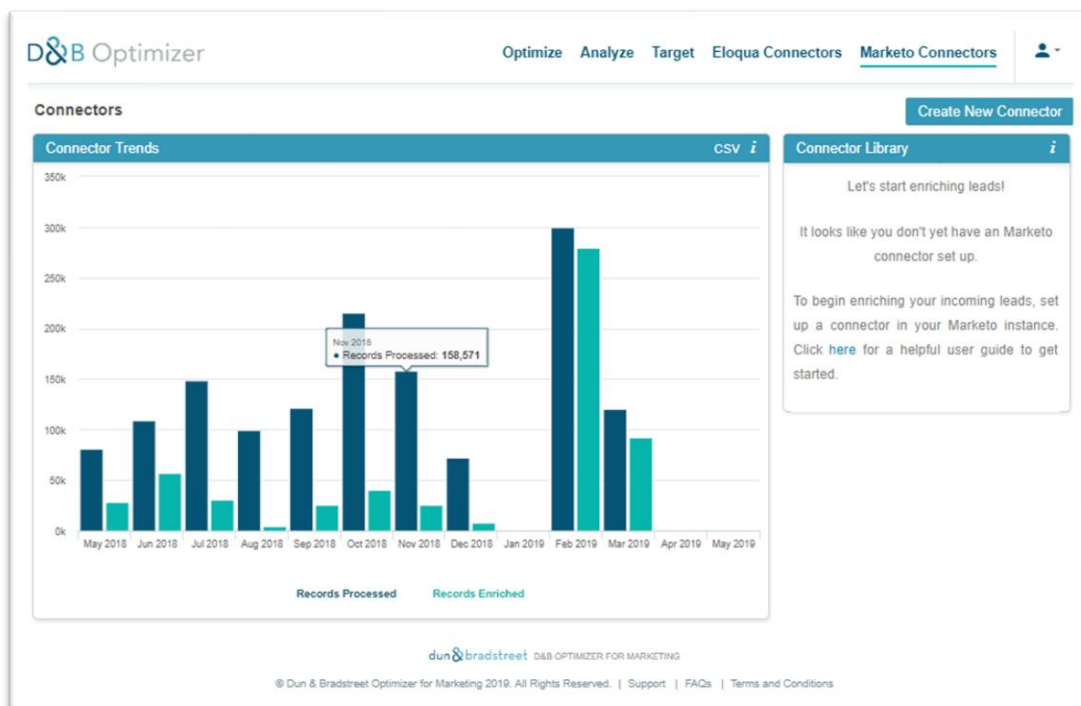 D&B Optimizer
Optimize Analyze Target Eloqua Connectors Marketo Connectors
Connectors
Create New Connector
Connector Trends CSV i
Connector Library i
350k
300k
250k
200k
150k
100k
50k
0k
Nov 2018
• Records Processed: 158,571
May 2018 Jun 2018 Jul 2018 Aug 2018 Sep 2018 Oct 2018 Nov 2018 Dec 2018 Jan 2019 Feb 2019 Mar 2019 Apr 2019 May 2019
Records Processed Records Enriched
Let's start enriching leads!
It looks like you don't yet have an Marketo
connector set up.
To begin enriching your incoming leads, set
up a connector in your Marketo instance.
Click here for a helpful user guide to get
started.
dun & bradstreet D&B OPTIMIZER FOR MARKETING
© Dun & Bradstreet Optimizer for Marketing 2019. All Rights Reserved. | Support | FAQs | Terms and Conditions